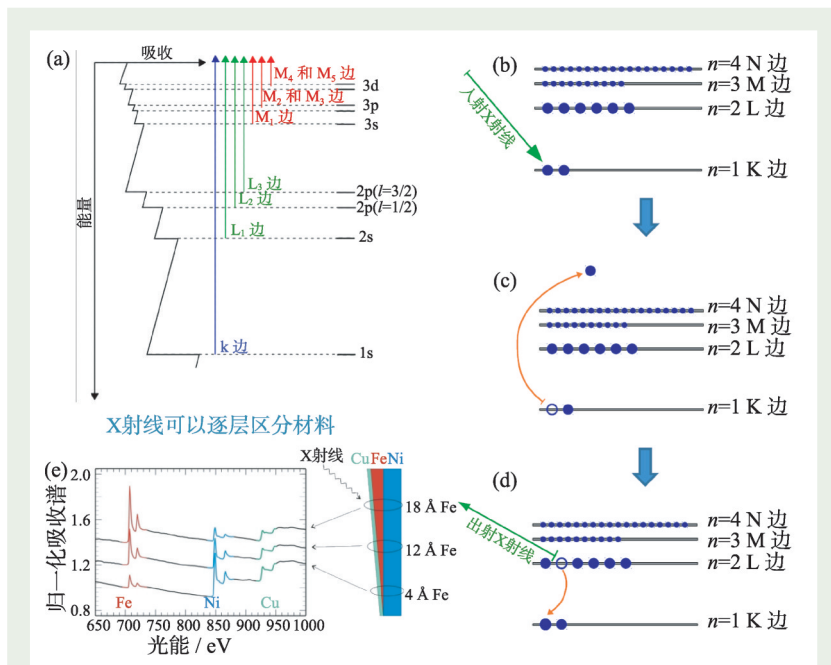 (a)
吸收
能量
M₄ 和 M₅ 边
M₂ 和 M₃ 边
M₁ 边
L₃ 边
L₂ 边
L₁ 边
k 边
3d
3p
3s
2p(l=3/2)
2p(l=1/2)
2s
1s
X射线可以逐层区分材料
(b)
入射X射线
n=4 N 边
n=3 M 边
n=2 L 边
n=1 K 边
(c)
n=4 N 边
n=3 M 边
n=2 L 边
n=1 K 边
(d)
出射X射线
n=4 N 边
n=3 M 边
n=2 L 边
n=1 K 边
(e)
归一化吸收谱
2.0
1.6
1.2
0.8
Fe
Ni
Cu
650 700 750 800 850 900 950 1000
光能 / eV
X射线
CuFeNi
18 Å Fe
12 Å Fe
4 Å Fe